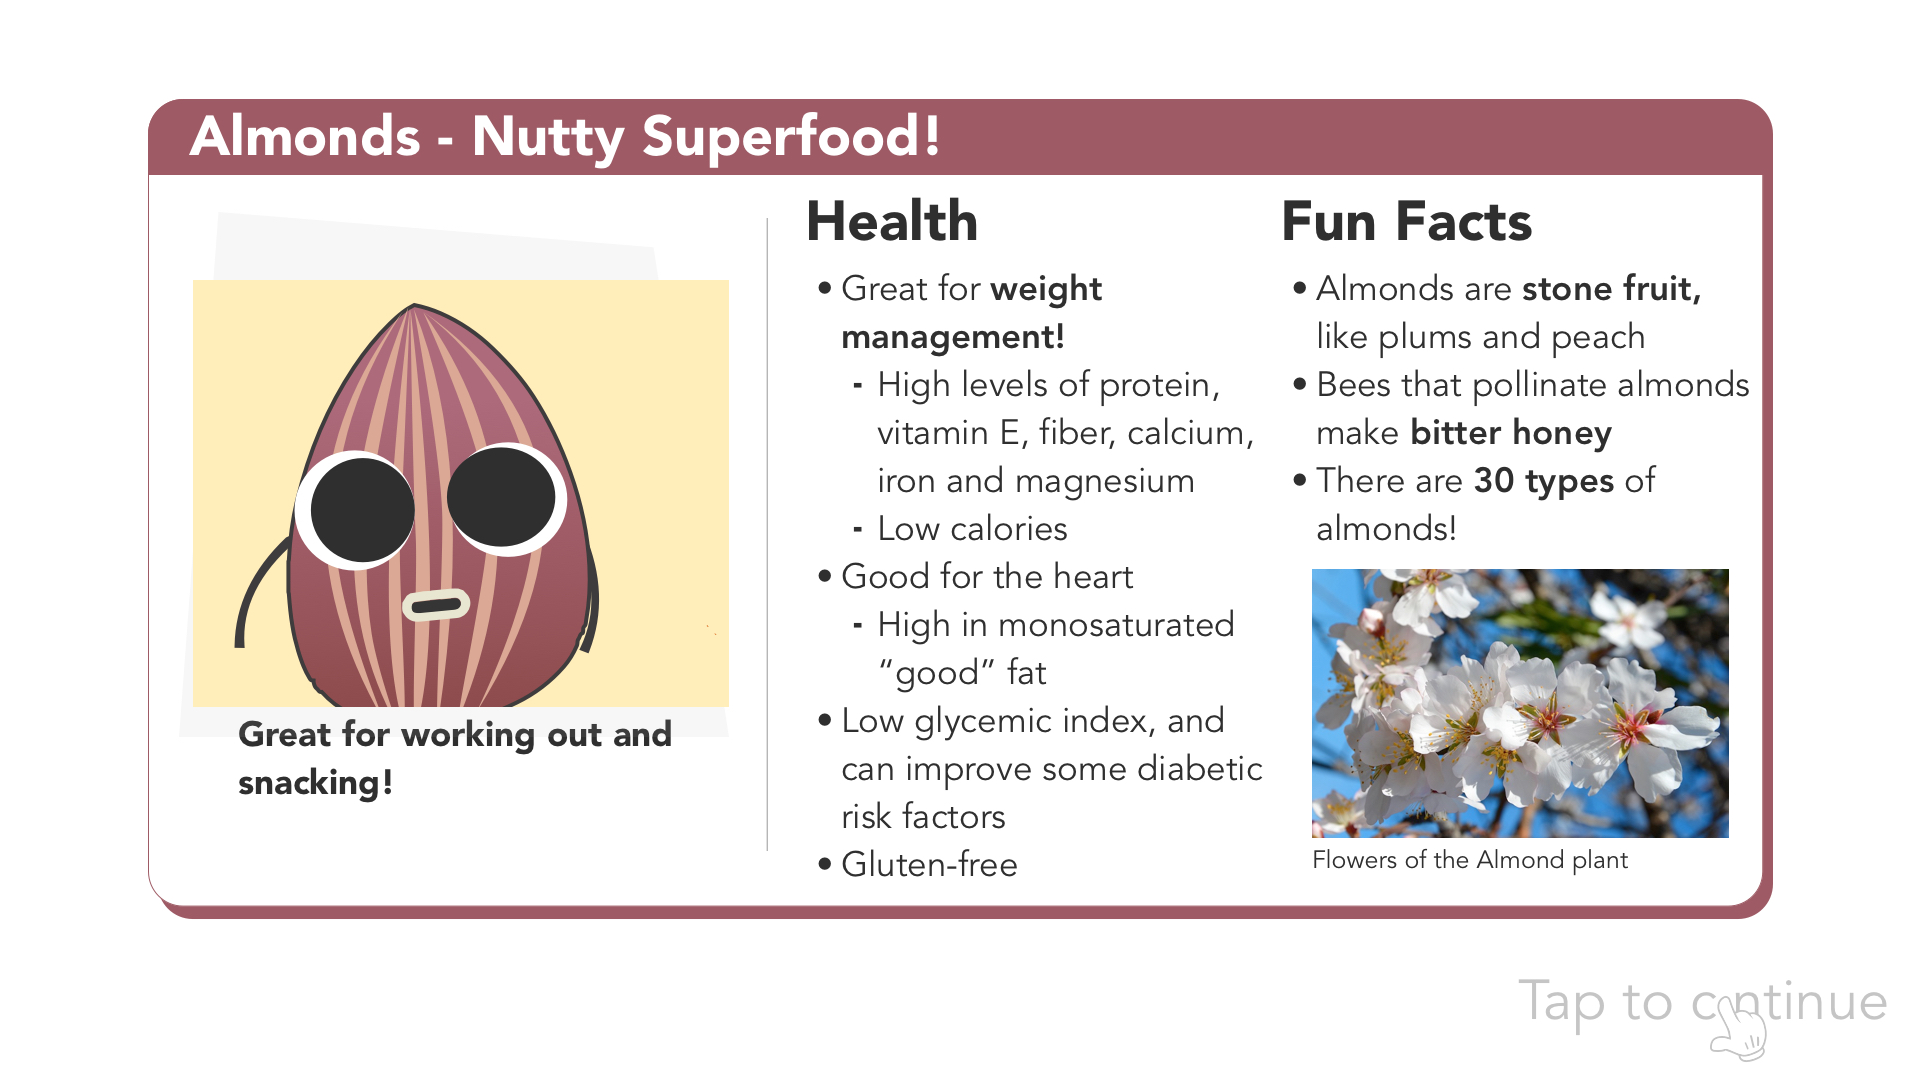 Almonds - Nutty Superfood!
Great for working out and
snacking!
Health
• Great for weight
management!
- High levels of protein,
vitamin E, fiber, calcium,
iron and magnesium
- Low calories
• Good for the heart
- High in monosaturated
“good” fat
• Low glycemic index, and
can improve some diabetic
risk factors
• Gluten-free
Fun Facts
• Almonds are stone fruit,
like plums and peach
• Bees that pollinate almonds
make bitter honey
• There are 30 types of
almonds!
Flowers of the Almond plant
Tap to continue